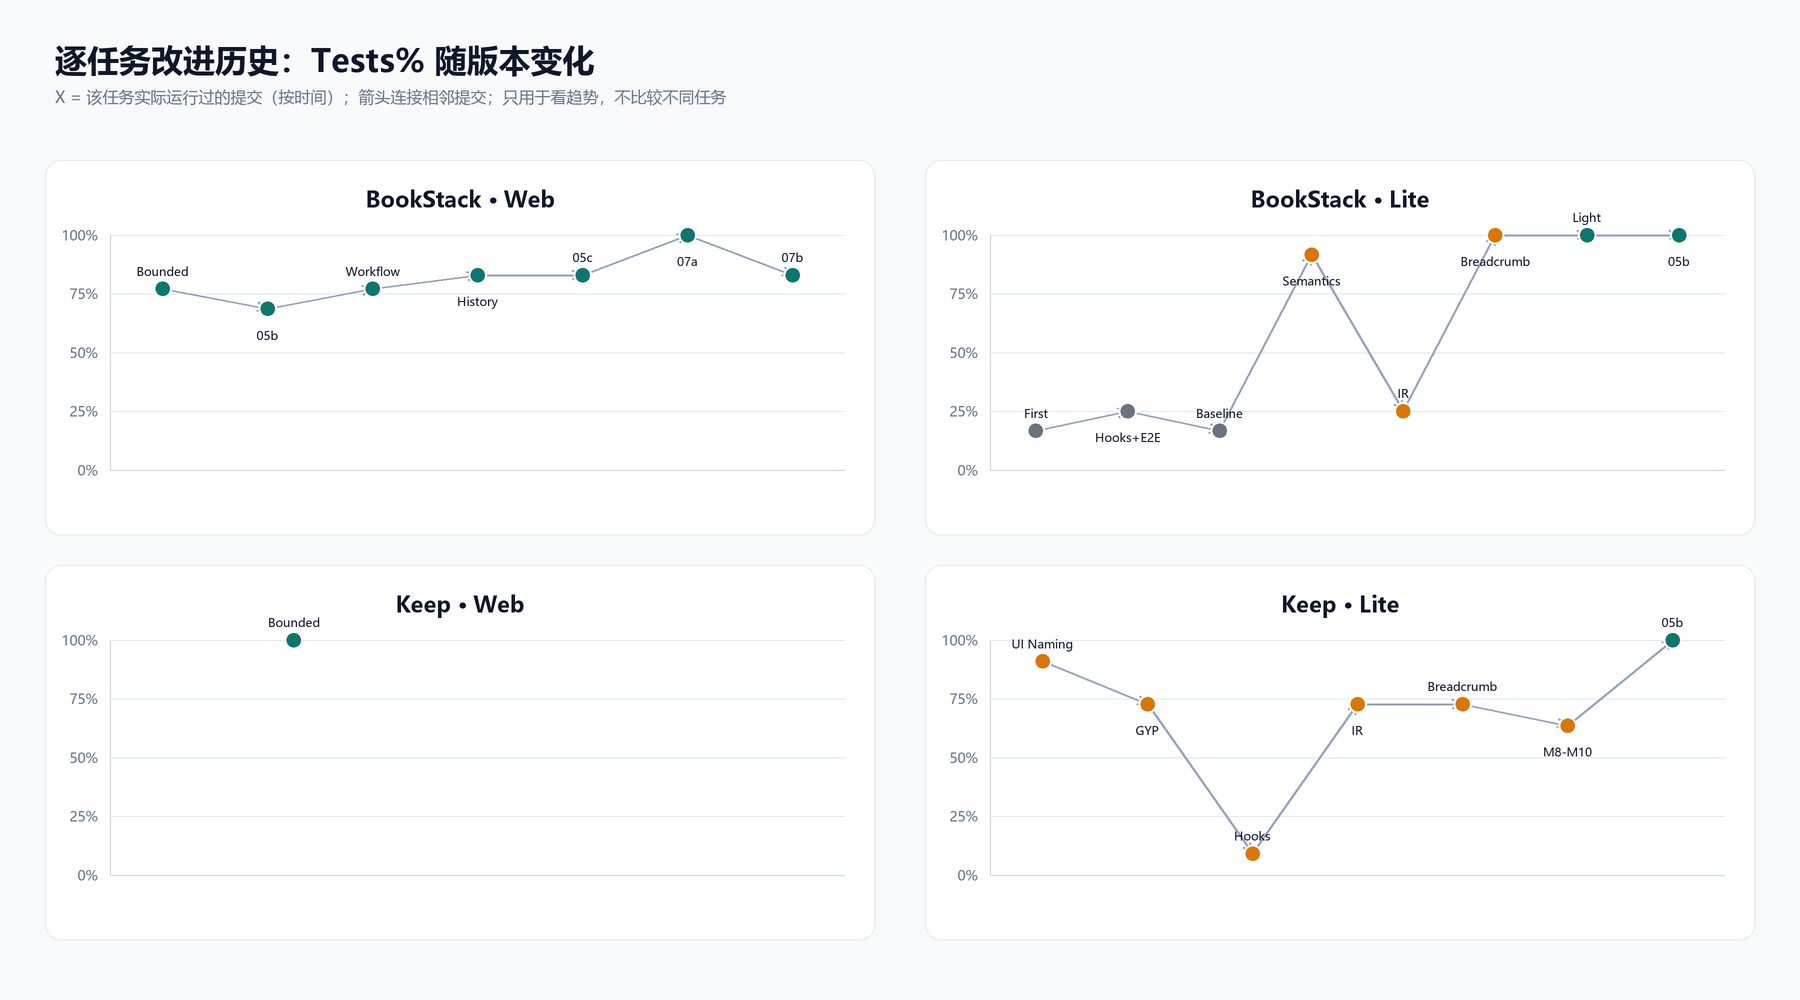 逐任务改进历史：Tests% 随版本变化
X = 该任务实际运行过的提交（按时间）；箭头连接相邻提交；只用于看趋势，不比较不同任务
BookStack • Web
100%
75%
50%
25%
0%
Bounded
05b
Workflow
History
05c
07a
07b
BookStack • Lite
100%
75%
50%
25%
0%
First
Hooks+E2E
Baseline
Semantics
IR
Breadcrumb
Light
05b
Keep • Web
100%
75%
50%
25%
0%
Bounded
Keep • Lite
100%
75%
50%
25%
0%
UI Naming
GYP
Hooks
IR
Breadcrumb
M8-M10
05b